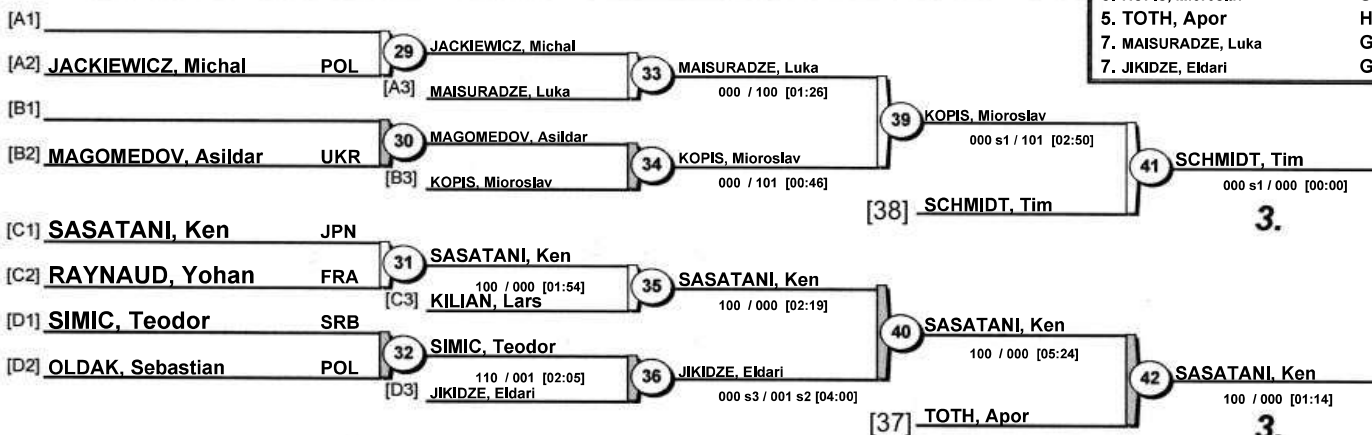 5. TOTH, Apor H
7. MAISURADZE, Luka G
7. JIKIDZE, Eldari G
[A1]
[A2] JACKIEWICZ, Michal POL
29
JACKIEWICZ, Michal
[A3] MAISURADZE, Luka
33
MAISURADZE, Luka
000 / 100 [01:26]
[B1]
[B2] MAGOMEDOV, Asildar UKR
30
MAGOMEDOV, Asildar
[B3] KOPIS, Mioroslav
34
KOPIS, Mioroslav
000 / 101 [00:46]
39
KOPIS, Mioroslav
000 s1 / 101 [02:50]
[38] SCHMIDT, Tim
41
SCHMIDT, Tim
000 s1 / 000 [00:00]
3.
[C1] SASATANI, Ken JPN
[C2] RAYNAUD, Yohan FRA
31
SASATANI, Ken
100 / 000 [01:54]
[C3] KILIAN, Lars
35
SASATANI, Ken
100 / 000 [02:19]
[D1] SIMIC, Teodor SRB
[D2] OLDAK, Sebastian POL
32
SIMIC, Teodor
110 / 001 [02:05]
[D3] JIKIDZE, Eldari
36
JIKIDZE, Eldari
000 s3 / 001 s2 [04:00]
40
SASATANI, Ken
100 / 000 [05:24]
[37] TOTH, Apor
42
SASATANI, Ken
100 / 000 [01:14]
3.